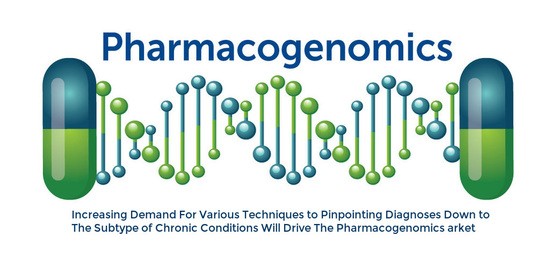 Pharmacogenomics
Increasing Demand For Various Techniques to Pinpointing Diagnoses Down to
The Subtype of Chronic Conditions Will Drive The Pharmacogenomics arket